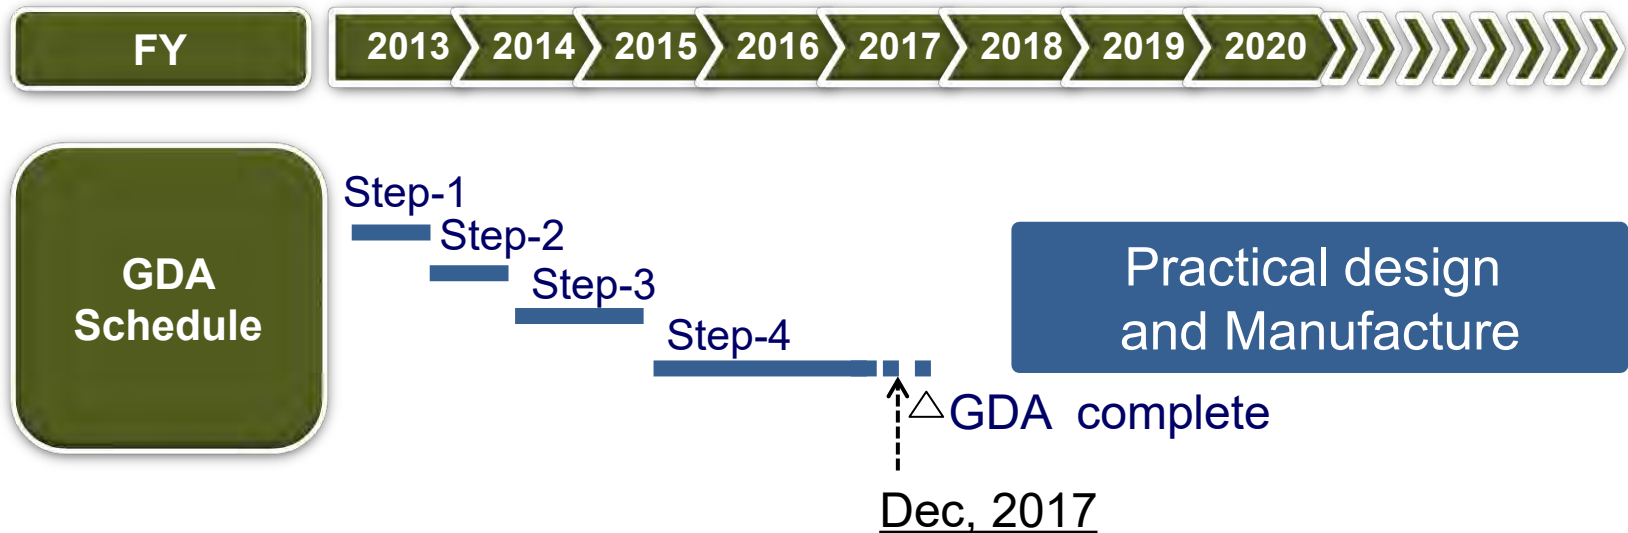 FY
2013 2014 2015 2016 2017 2018 2019 2020
GDA
Schedule
Step-1
Step-2
Step-3
Step-4
Practical design
and Manufacture
GDA complete
Dec, 2017